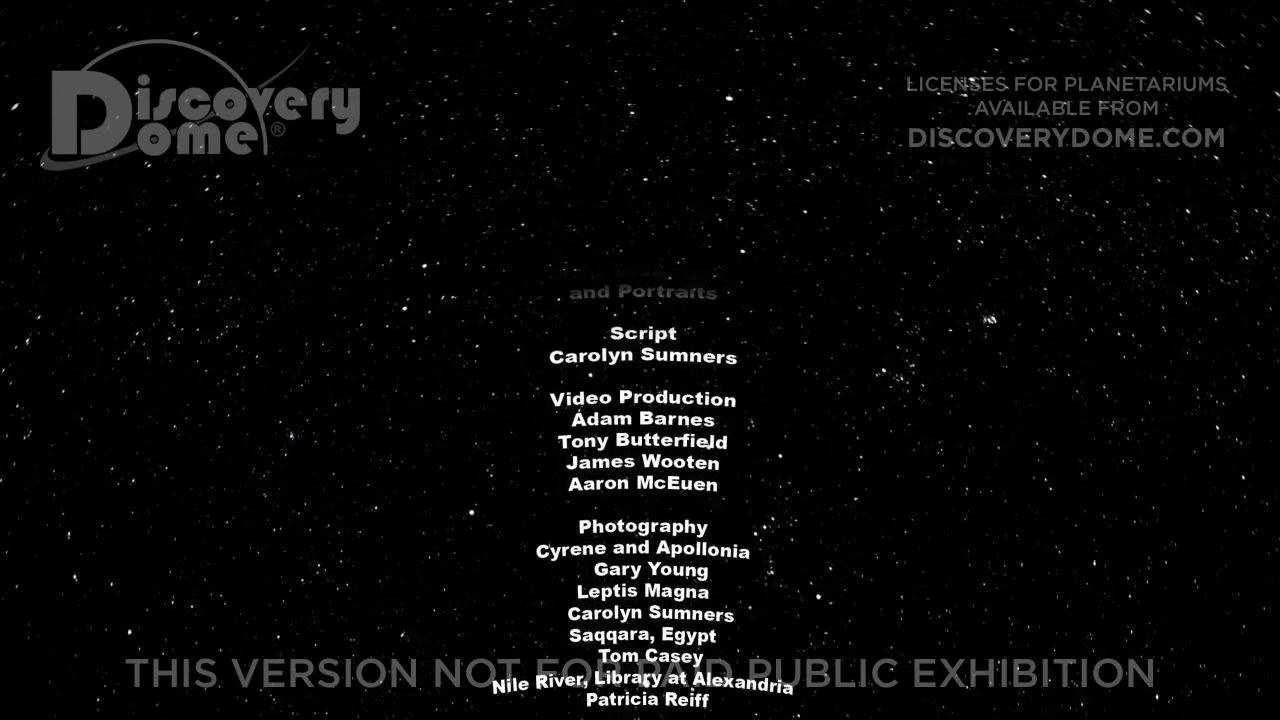 Discovery
Dome®
LICENSES FOR PLANETARIUMS
AVAILABLE FROM
DISCOVERYDOME.COM
and Portraits
Script
Carolyn Sumners
Video Production
Adam Barnes
Tony Butterfield
James Wooten
Aaron McEuen
Photography
Cyrene and Apollonia
Gary Young
Leptis Magna
Carolyn Sumners
Saqqara, Egypt
Tom Casey
THIS VERSION NOT FOR PAID PUBLIC EXHIBITION
Nile River, Library at Alexandria
Patricia Reiff